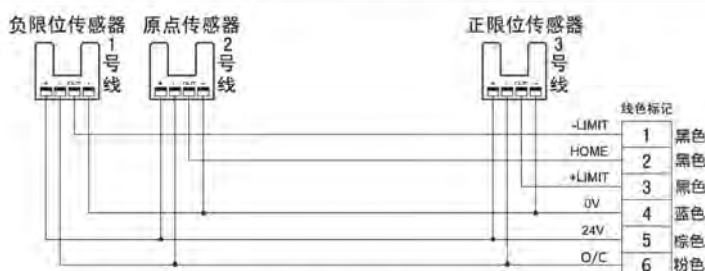 负限位传感器 原点传感器 正限位传感器
1号线 2号线 3号线
线色标记
-LIMIT 1 黑色
HOME 2 黑色
+LIMIT 3 黑色
0V 4 蓝色
24V 5 棕色
O/C 6 粉色